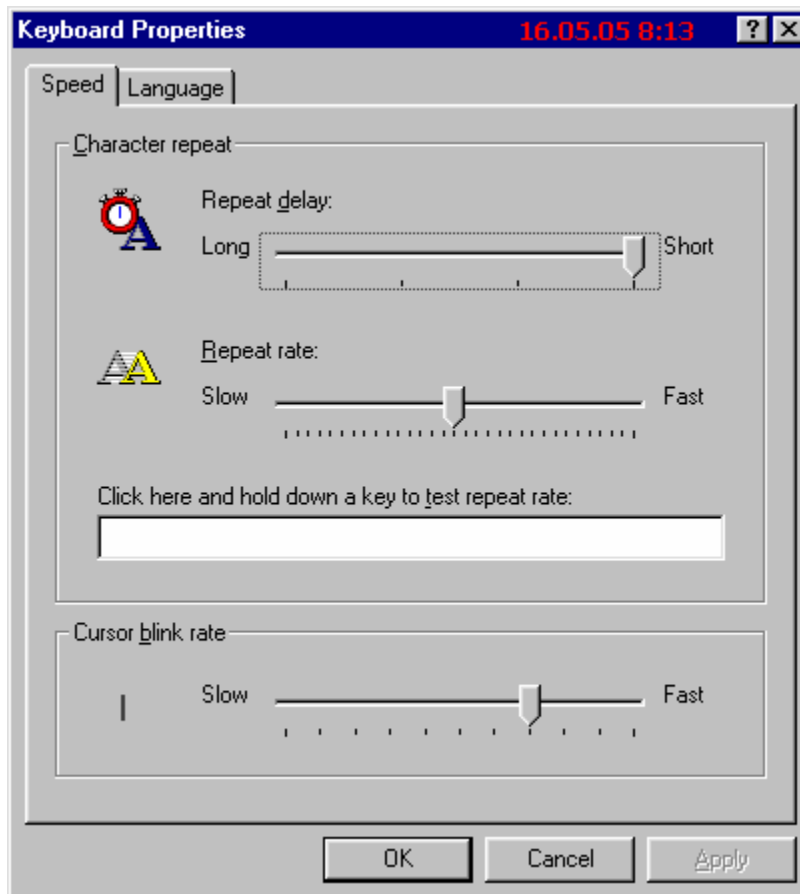 Keyboard Properties 16.05.05 8:13
Speed Language
Character repeat
Repeat delay:
Long Short
Repeat rate:
Slow Fast
Click here and hold down a key to test repeat rate:
Cursor blink rate
Slow Fast
OK Cancel Apply